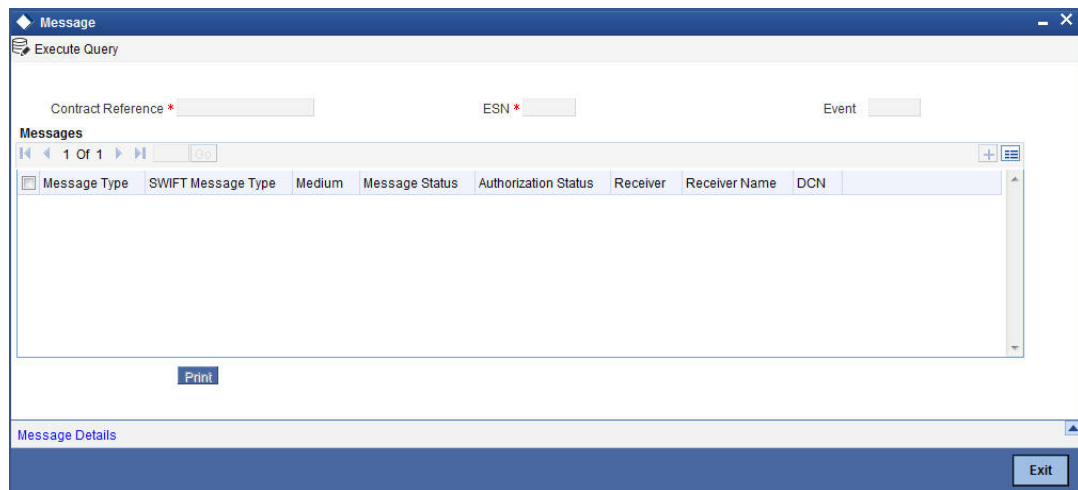 Message
Execute Query
Contract Reference * ESN * Event
Messages
1 Of 1 Go
Message Type SWIFT Message Type Medium Message Status Authorization Status Receiver Receiver Name DCN
Print
Message Details
Exit